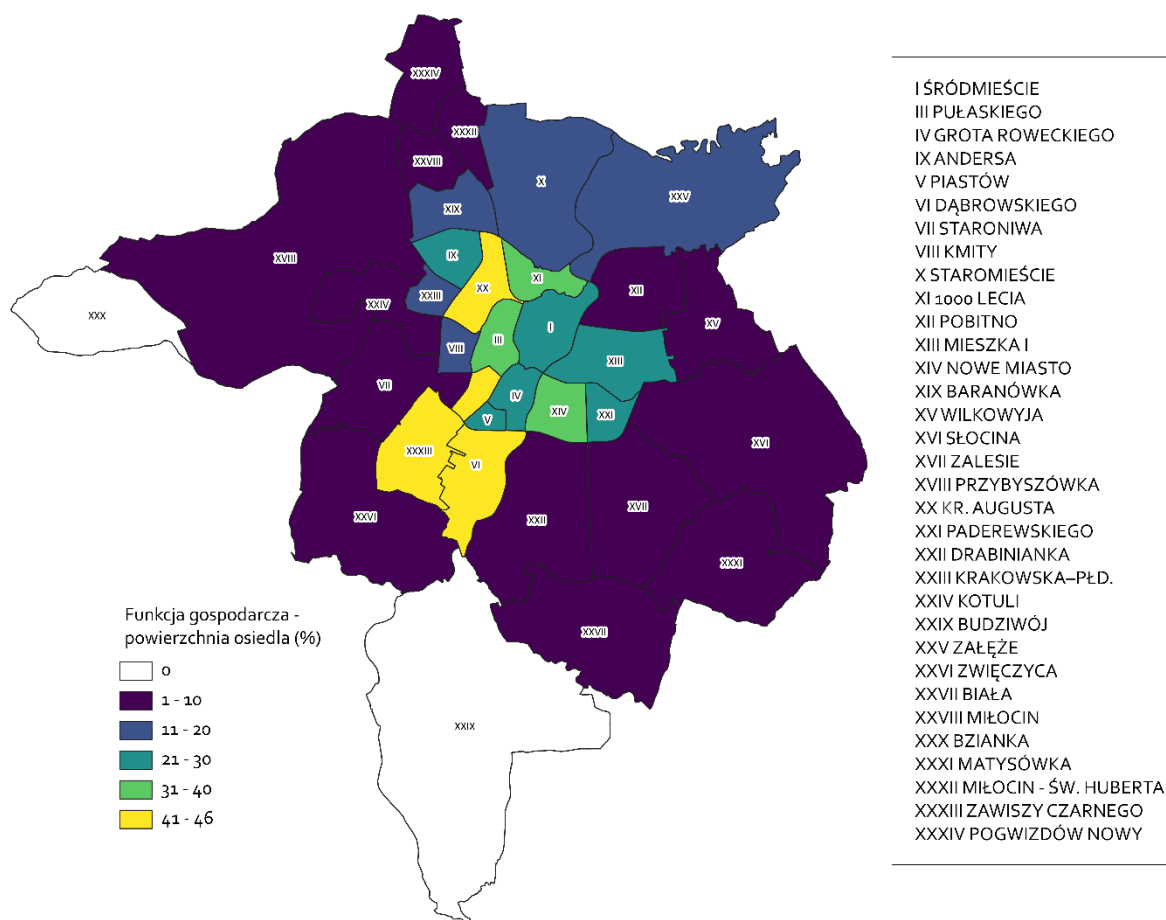 XXXIV
XXXII
XXVIII
X
XXV
XIX
IX
XVIII
XI
XII
XX
XXIII
XXIV
XXX
I
XV
III
VIII
XIII
VII
IV
XIV
XXI
V
XVI
XXXIII
VI
XXVI
XXII
XVII
XXXI
XXVII
XXIX
Funkcja gospodarcza -
powierzchnia osiedla (%)
0
1 - 10
11 - 20
21 - 30
31 - 40
41 - 46
I ŚRÓDMIEŚCIE
III PUŁASKIEGO
IV GROTA ROWECKIEGO
IX ANDERSA
V PIASTÓW
VI DĄBROWSKIEGO
VII STARONIWA
VIII KMITY
X STAROMIEŚCIE
XI 1000 LECIA
XII POBITNO
XIII MIESZKA I
XIV NOWE MIASTO
XIX BARANÓWKA
XV WILKOWYJA
XVI SŁOCINA
XVII ZALESIE
XVIII PRZYBYSZÓWKA
XX KR. AUGUSTA
XXI PADEREWSKIEGO
XXII DRABINIANKA
XXIII KRAKOWSKA–PŁD.
XXIV KOTULI
XXIX BUDZIWÓJ
XXV ZAŁĘŻE
XXVI ZWIĘCZYCA
XXVII BIAŁA
XXVIII MIŁOCIN
XXX BZIANKA
XXXI MATYSÓWKA
XXXII MIŁOCIN - ŚW. HUBERTA
XXXIII ZAWISZY CZARNEGO
XXXIV POGWIZDÓW NOWY